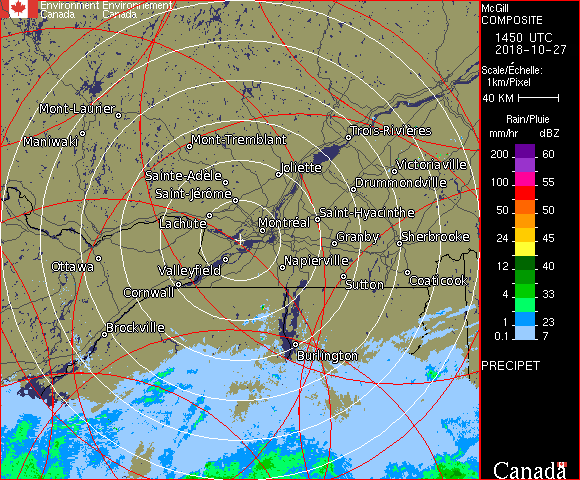 Environment Environnement
Canada Canada
McGill
COMPOSITE
1450 UTC
2018-10-27
Scale/Échelle:
1km/Pixel
40 KM
Rain/Pluie
mm/hr dBZ
200 60
100 55
50 50
24 45
12 40
4 33
1 23
0.1 7
PRECIPET
Canada
Mont-Laurier
Maniwaki
Trois-Rivières
Mont-Tremblant
Victoriaville
Joliette
Sainte-Adèle
Drummondville
Saint-Jérôme
Saint-Hyacinthe
Lachute
Montréal
Granby
Sherbrooke
Ottawa
Valleyfield
Napierville
Sutton
Coaticook
Cornwall
Brockville
Burlington